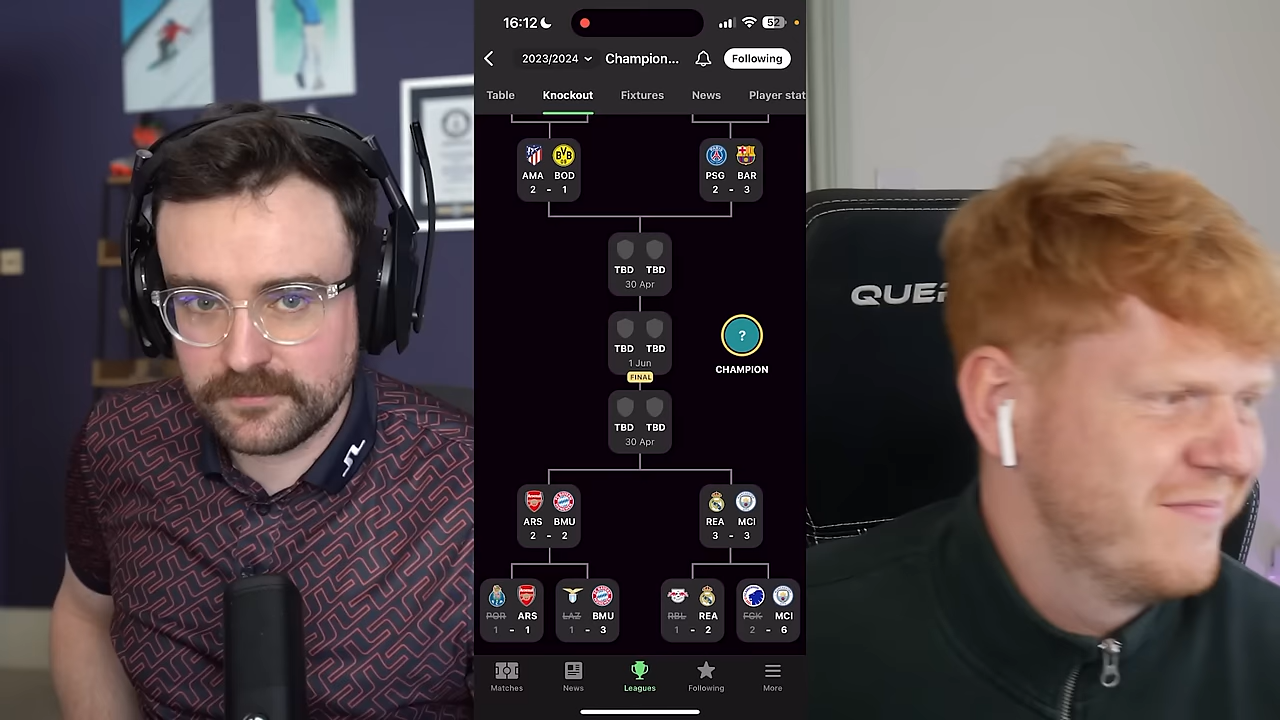 16:12
52
2023/2024 Champion... Following
Table Knockout Fixtures News Player stat
AMA BOD
2 - 1
PSG BAR
2 - 3
TBD TBD
30 Apr
TBD TBD
1 Jun
FINAL
?
CHAMPION
TBD TBD
30 Apr
ARS BMU
2 - 2
REA MCI
3 - 3
POR ARS
1 - 1
LAZ BMU
1 - 3
RBL REA
1 - 2
FCK MCI
2 - 6
Matches News Leagues Following More